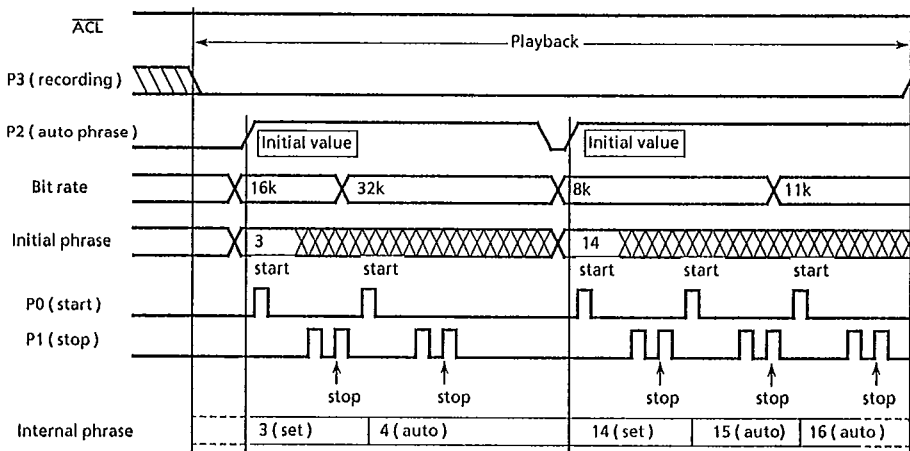 ACL
Playback
P3 ( recording )
P2 ( auto phrase )
Initial value
Initial value
Bit rate
16k
32k
8k
11k
Initial phrase
3
14
start
start
start
start
start
P0 ( start )
P1 ( stop )
stop
stop
stop
stop
stop
Internal phrase
3 ( set )
4 ( auto )
14 ( set )
15 ( auto )
16 ( auto )